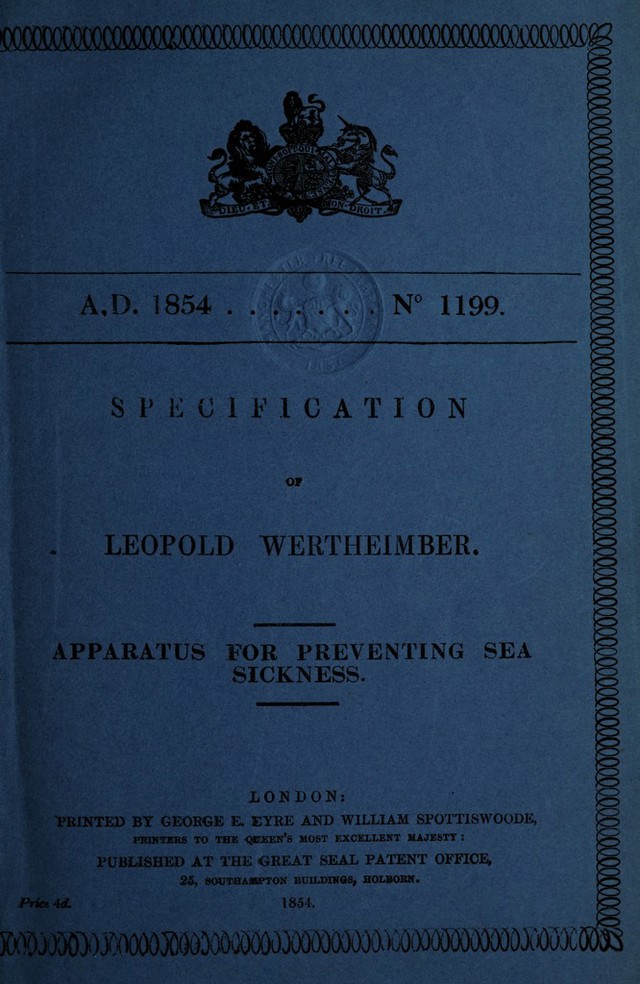 DIEU·ET MON·DROIT
A.D. 1854 . . . . . . . . N° 1199.
SPECIFICATION
OF
LEOPOLD WERTHEIMBER.
APPARATUS FOR PREVENTING SEA
SICKNESS.
LONDON:
PRINTED BY GEORGE E. EYRE AND WILLIAM SPOTTISWOODE,
PRINTERS TO THE QUEEN'S MOST EXCELLENT MAJESTY:
PUBLISHED AT THE GREAT SEAL PATENT OFFICE,
25, SOUTHAMPTON BUILDINGS, HOLBORN.
Price 4d.
1854.